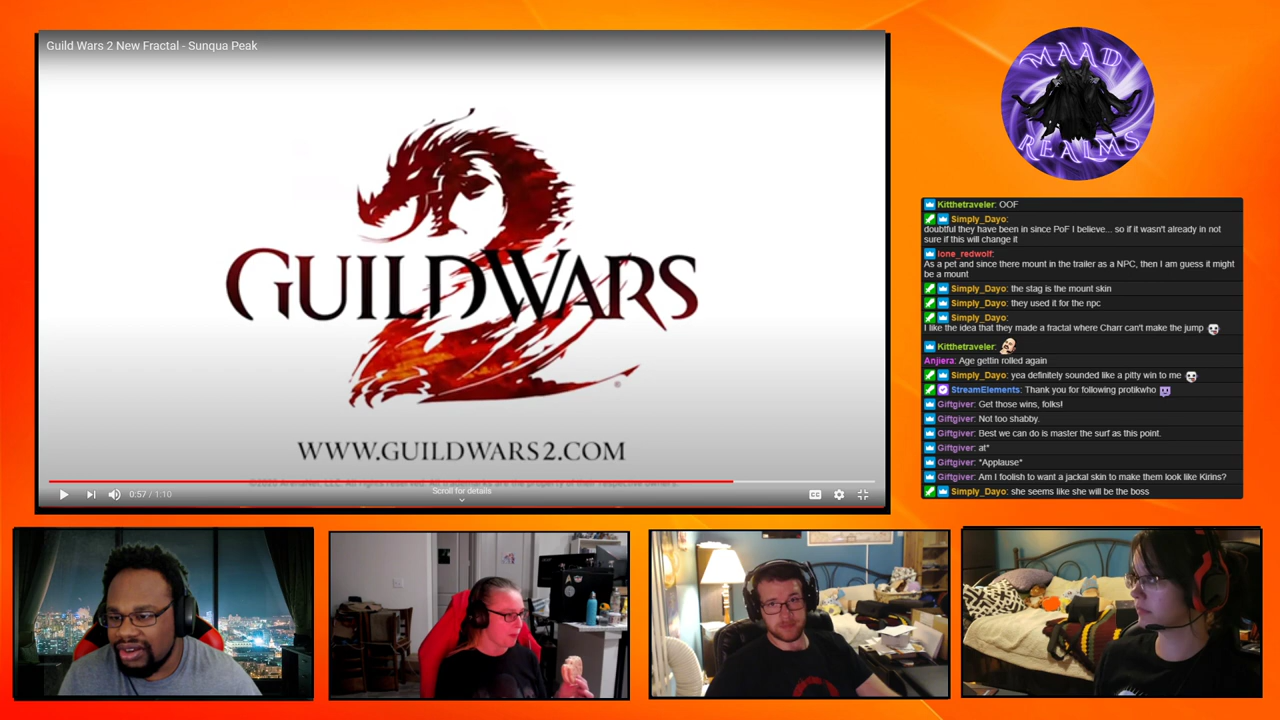 Guild Wars 2 New Fractal - Sunqua Peak
GUILDWARS
2
WWW.GUILDWARS2.COM
Scroll for details
0:57 / 1:10
CC
MAAD
REALMS
Kitthetraveler: OOF
Simply_Dayo:
doubtful they have been in since PoF I believe... so if it wasn't already in not
sure if this will change it
lone_redwolf:
As a pet and since there mount in the trailer as a NPC, then I am guess it might
be a mount
Simply_Dayo: the stag is the mount skin
Simply_Dayo: they used it for the npc
Simply_Dayo:
I like the idea that they made a fractal where Charr can't make the jump
Kitthetraveler:
Anjiera: Age gettin rolled again
Simply_Dayo: yea definitely sounded like a pitty win to me
StreamElements: Thank you for following protikwho
Giftgiver: Get those wins, folks!
Giftgiver: Not too shabby.
Giftgiver: Best we can do is master the surf as this point.
Giftgiver: at*
Giftgiver: *Applause*
Giftgiver: Am I foolish to want a jackal skin to make them look like Kirins?
Simply_Dayo: she seems like she will be the boss